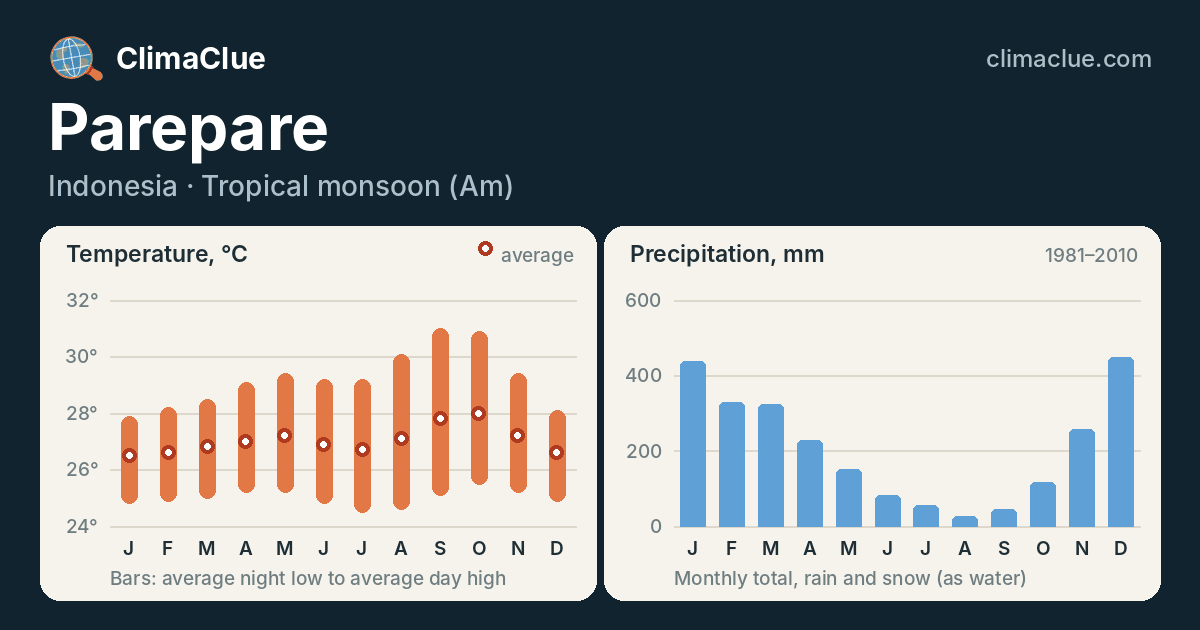 ClimaClue
climaclue.com
Parepare
Indonesia · Tropical monsoon (Am)
Temperature, °C
average
32°
30°
28°
26°
24°
J F M A M J J A S O N D
Bars: average night low to average day high
Precipitation, mm
1981–2010
600
400
200
0
J F M A M J J A S O N D
Monthly total, rain and snow (as water)